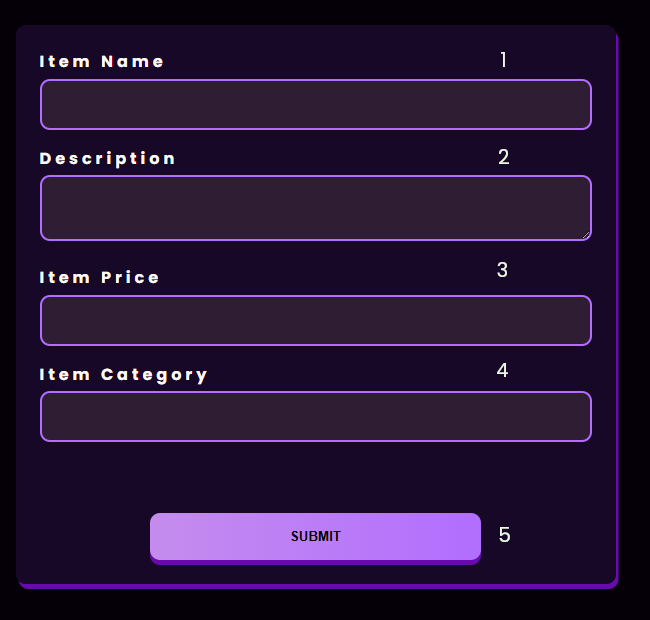 Item Name 1
Description 2
Item Price 3
Item Category 4
SUBMIT 5